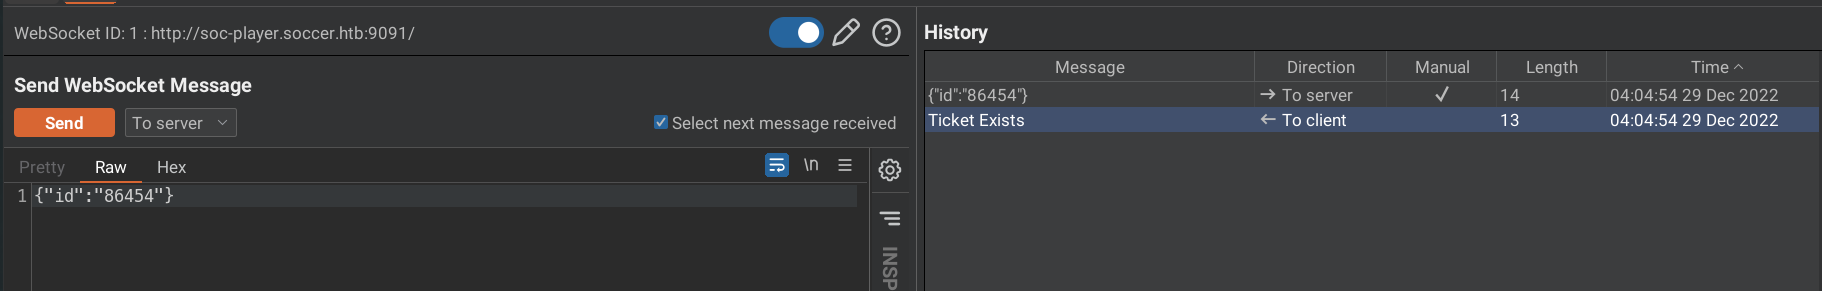 WebSocket ID: 1 : http://soc-player.soccer.htb:9091/
Send WebSocket Message
Send To server Select next message received
Pretty Raw Hex \n
1 {"id":"86454"}
INSP
History
Message Direction Manual Length Time
{"id":"86454"} → To server ✓ 14 04:04:54 29 Dec 2022
Ticket Exists ← To client 13 04:04:54 29 Dec 2022